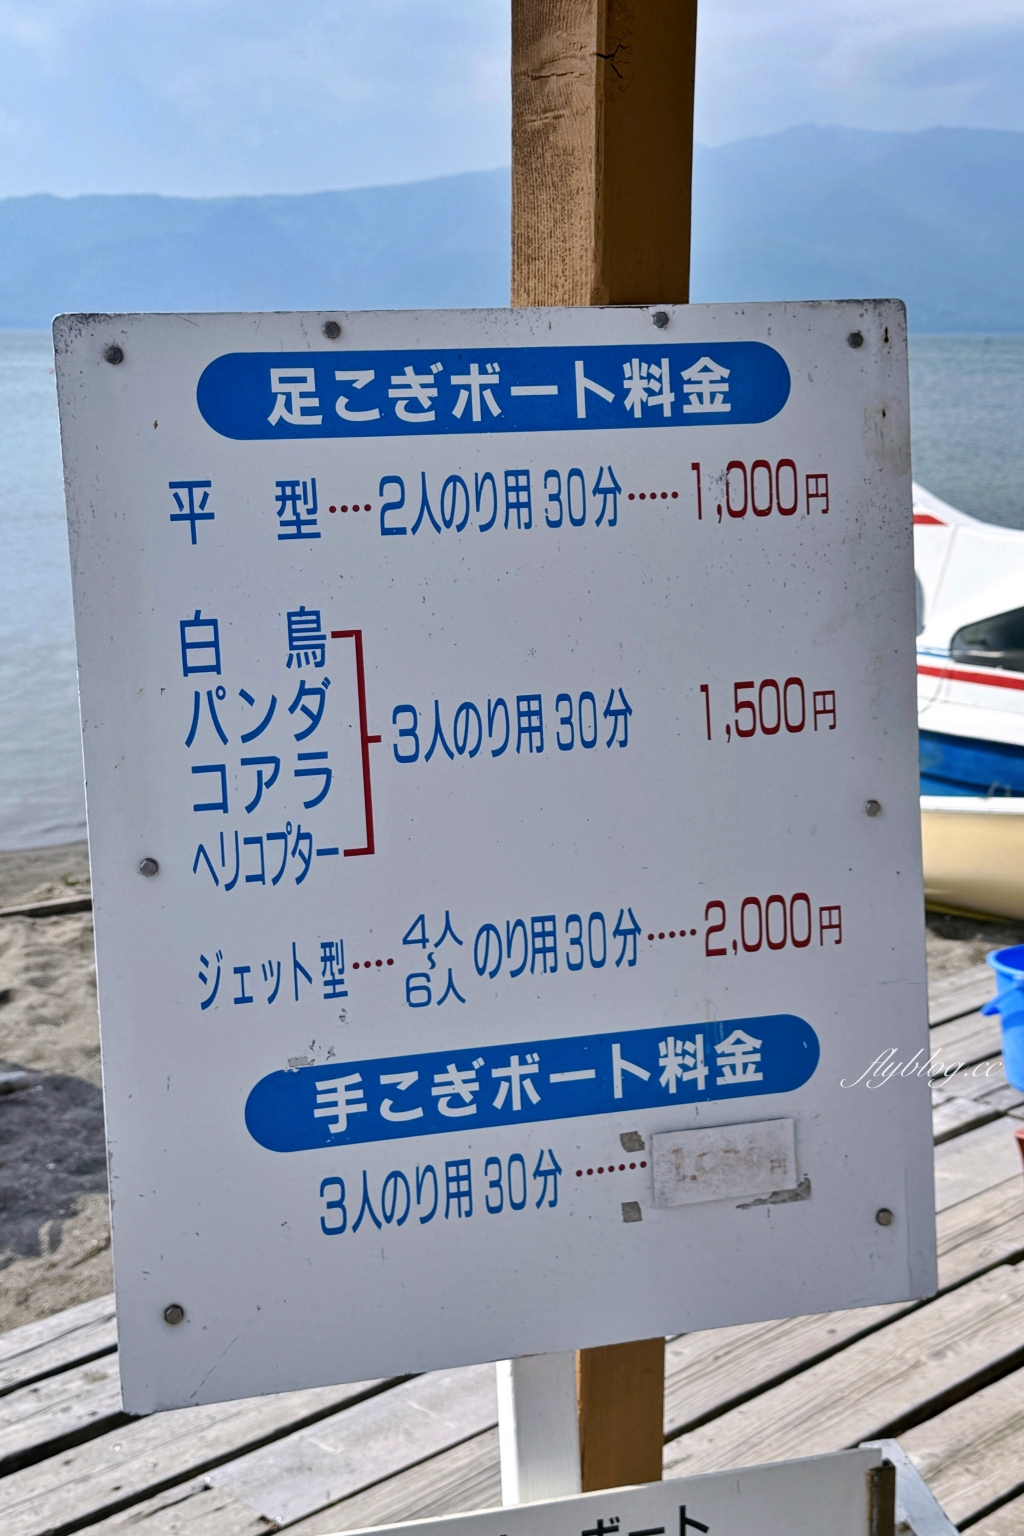 足こぎボート料金
平 型‥‥2人のり用30分‥‥‥1,000円
白 鳥
パンダ
コアラ
ヘリコプター
3人のり用30分 1,500円
ジェット型‥‥4人〜6人のり用30分‥‥‥2,000円
手こぎボート料金
3人のり用30分‥‥‥
flyblog.cc
ボート